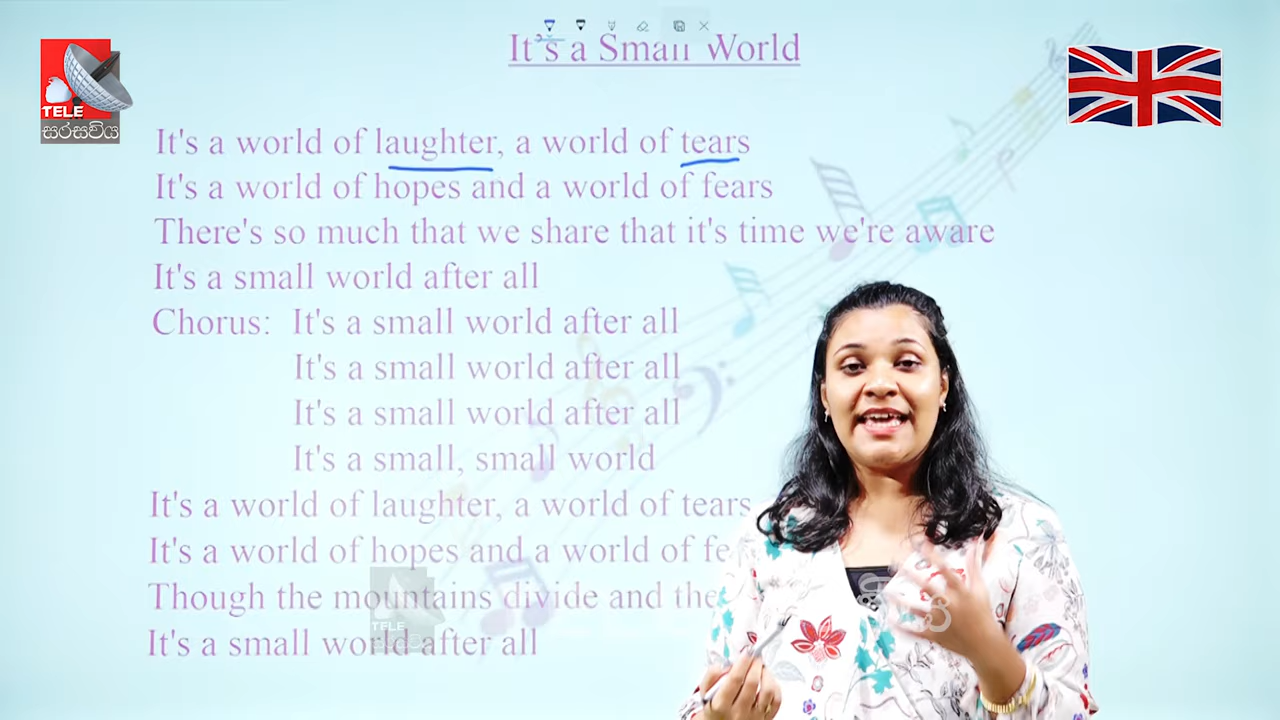 It's a Small World
TELE
සරසවිය
It's a world of laughter, a world of tears
It's a world of hopes and a world of fears
There's so much that we share that it's time we're aware
It's a small world after all
Chorus: It's a small world after all
It's a small world after all
It's a small world after all
It's a small, small world
It's a world of laughter, a world of tears
It's a world of hopes and a world of
Though the mountains divide and
It's a small world after all
TELE